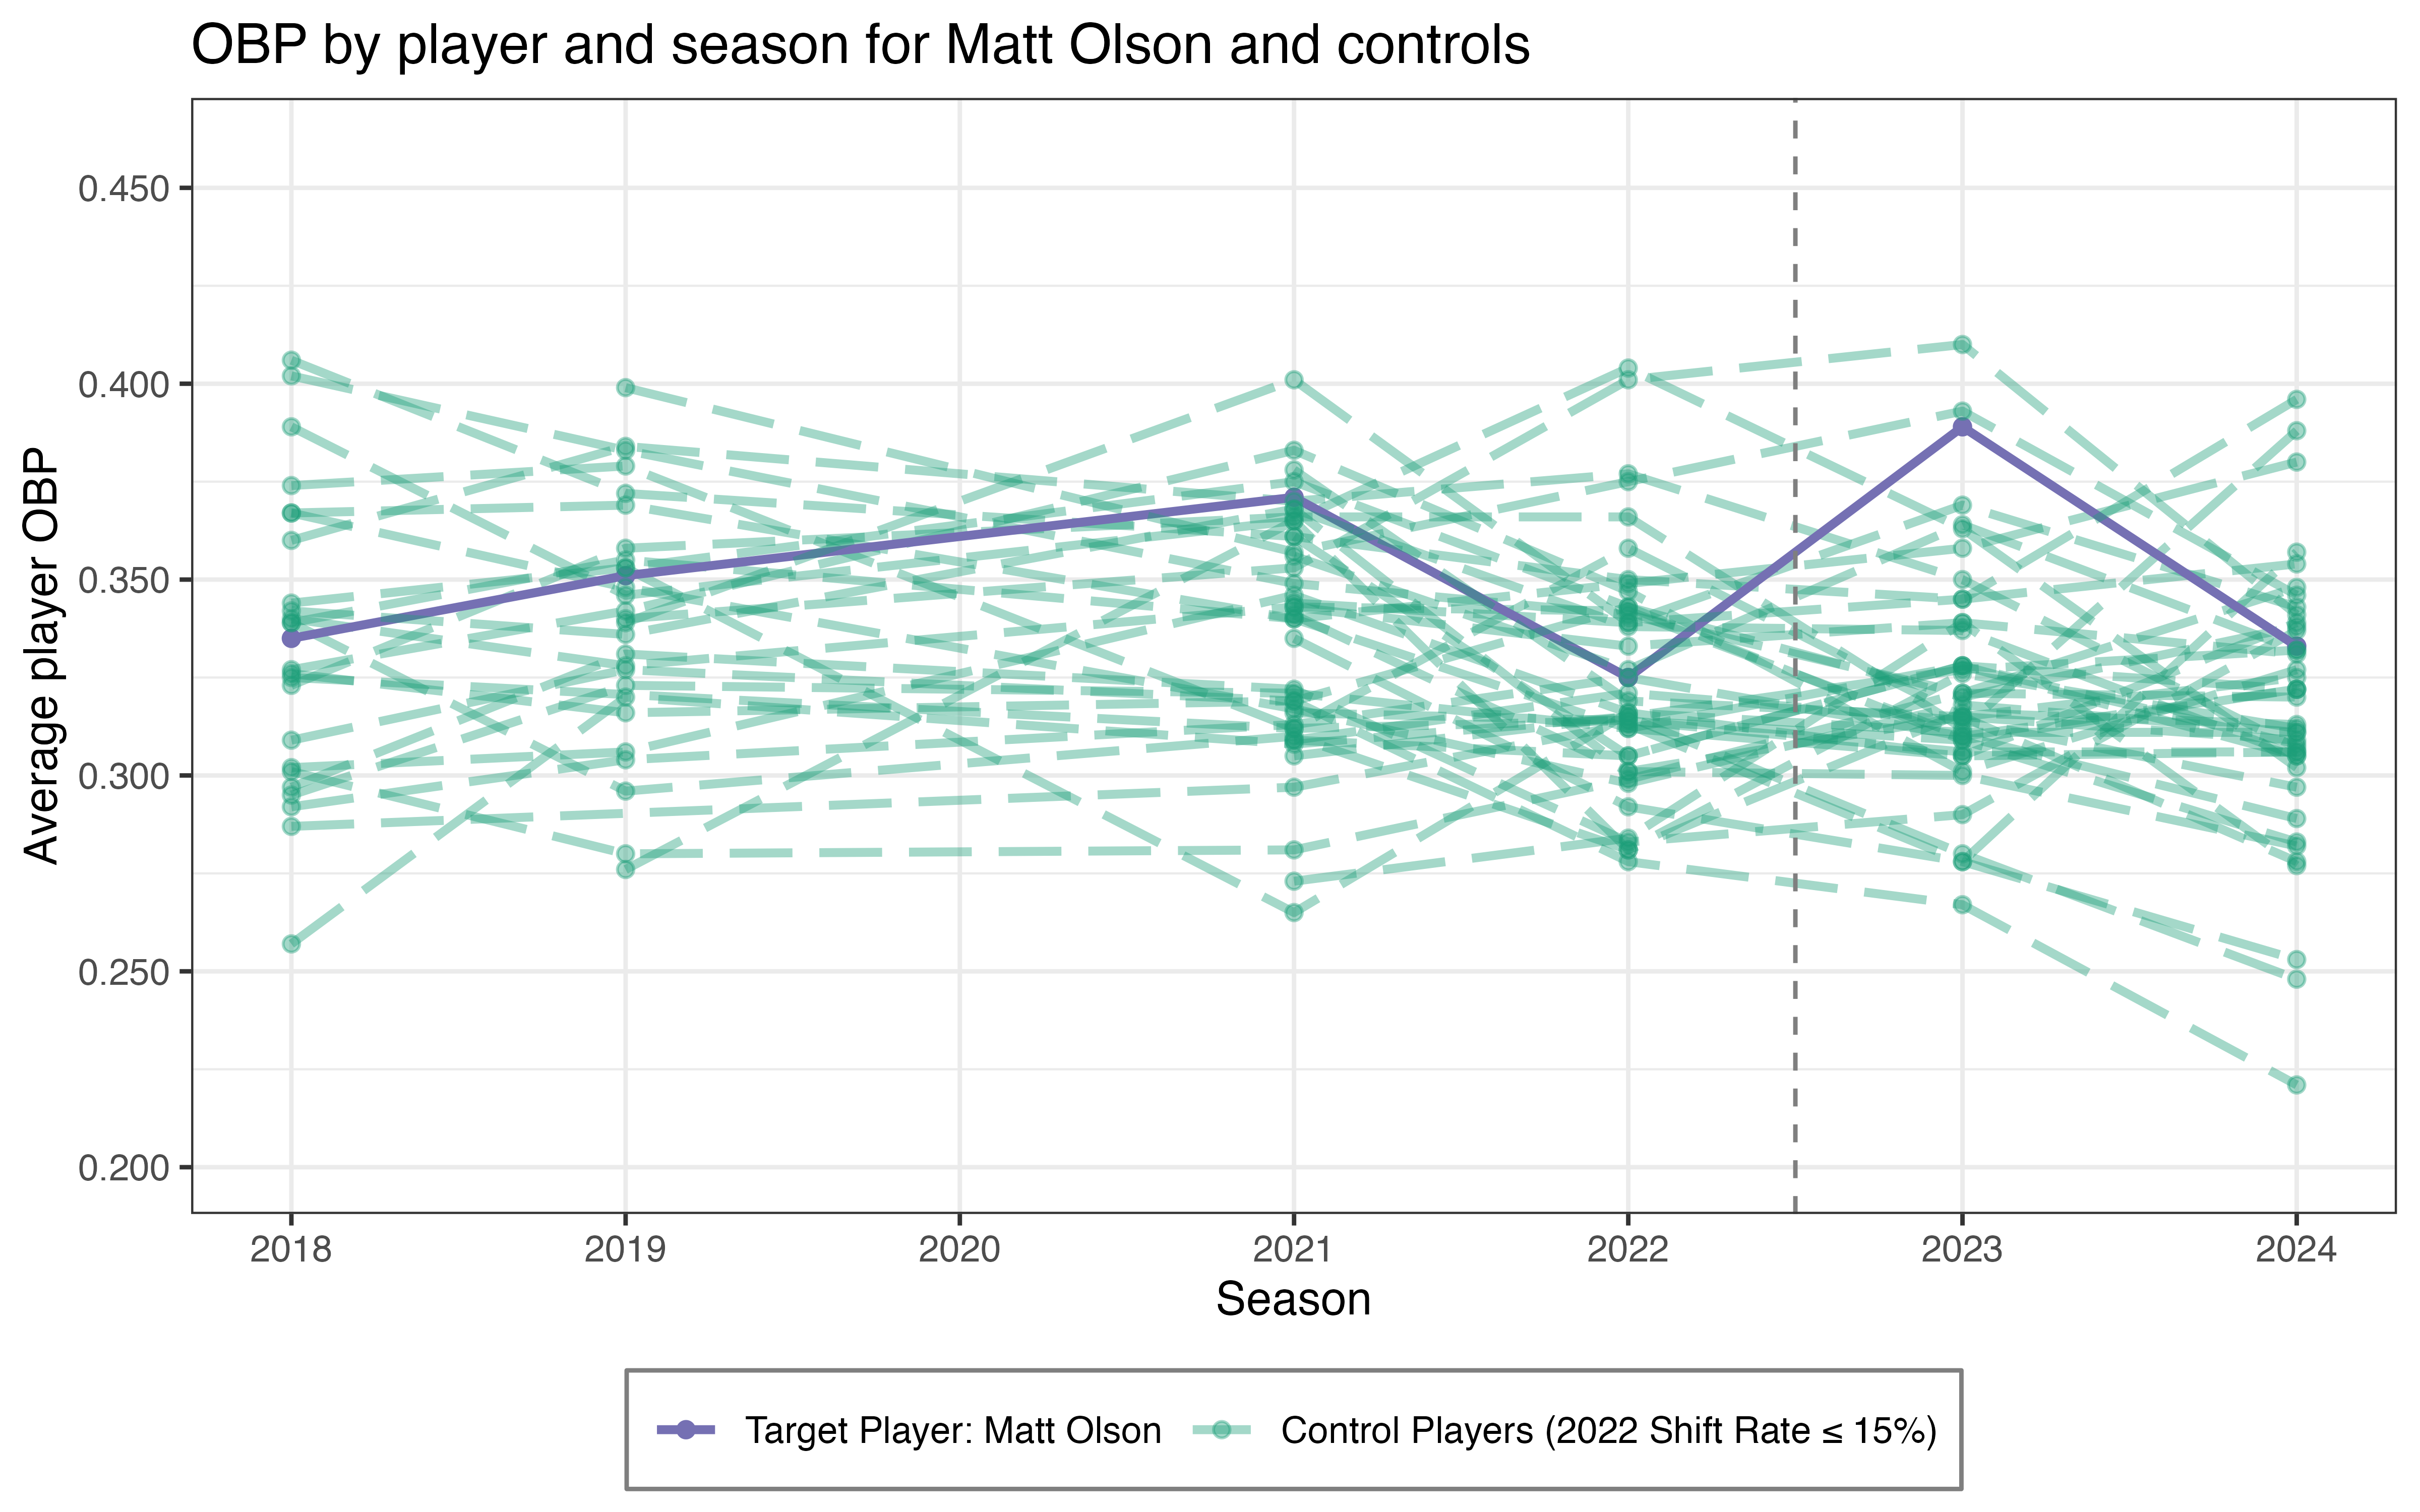 OBP by player and season for Matt Olson and controls
Average player OBP
0.450
0.400
0.350
0.300
0.250
0.200
2018 2019 2020 2021 2022 2023 2024
Season
Target Player: Matt Olson Control Players (2022 Shift Rate ≤ 15%)